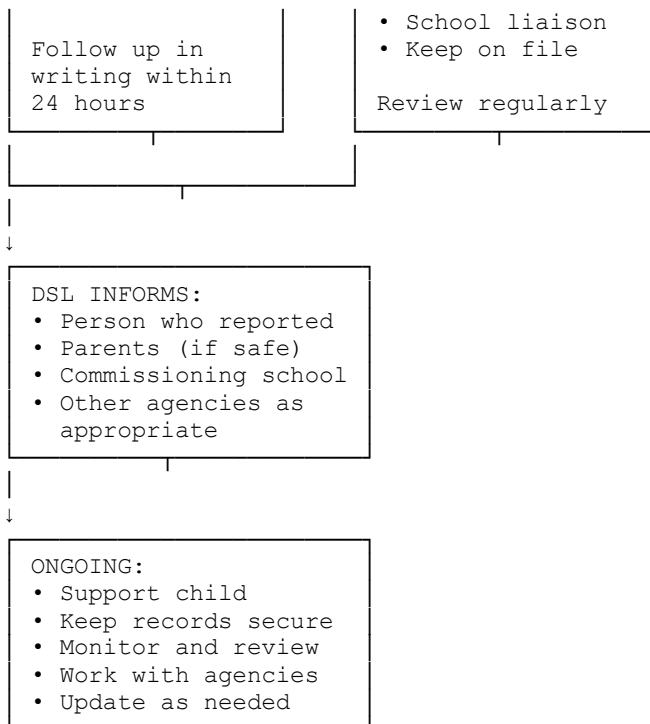 Follow up in
writing within
24 hours
• School liaison
• Keep on file
Review regularly
↓
DSL INFORMS:
• Person who reported
• Parents (if safe)
• Commissioning school
• Other agencies as
appropriate
↓
ONGOING:
• Support child
• Keep records secure
• Monitor and review
• Work with agencies
• Update as needed